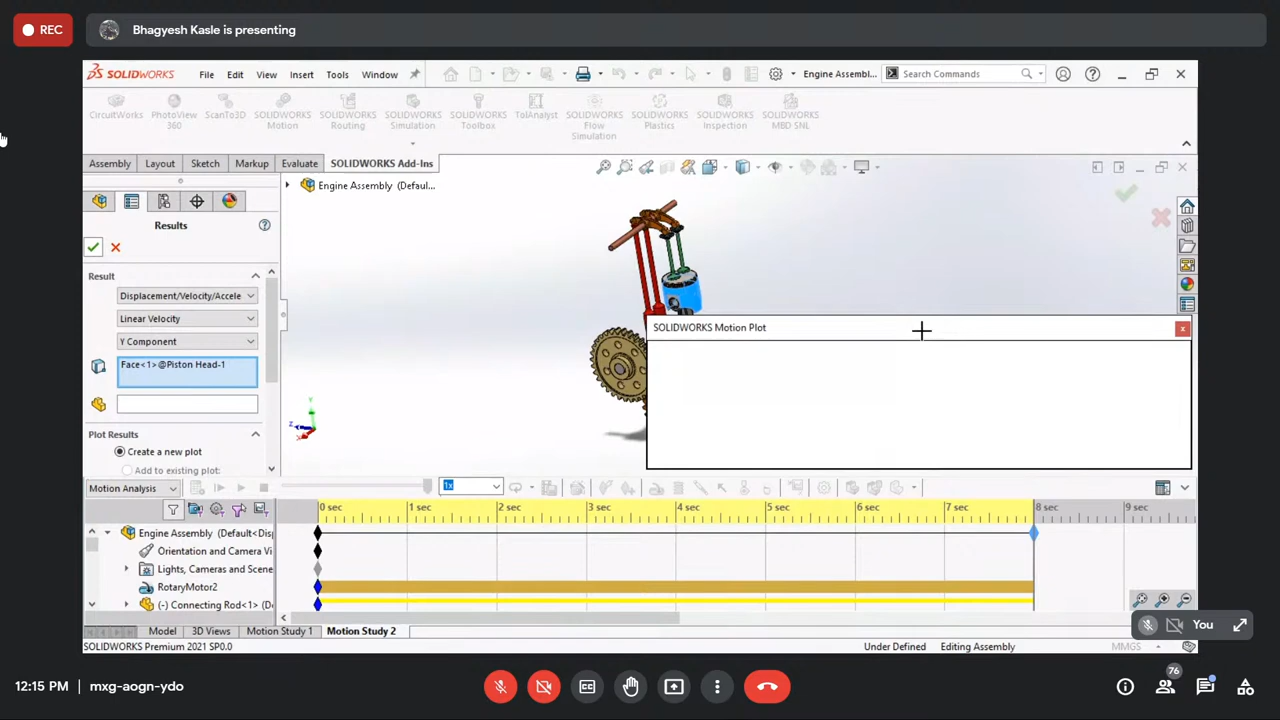 REC
Bhagyesh Kasle is presenting
SOLIDWORKS
File Edit View Insert Tools Window
Engine Assembl...
Search Commands
CircuitWorks
PhotoView 360
ScanTo3D
SOLIDWORKS Motion
SOLIDWORKS Routing
SOLIDWORKS Simulation
SOLIDWORKS Toolbox
TolAnalyst
SOLIDWORKS Flow Simulation
SOLIDWORKS Plastics
SOLIDWORKS Inspection
SOLIDWORKS MBD SNL
Assembly Layout Sketch Markup Evaluate SOLIDWORKS Add-Ins
Engine Assembly (Defaul...
Results
Result
Displacement/Velocity/Accele
Linear Velocity
Y Component
Face<1>@Piston Head-1
Plot Results
Create a new plot
Add to existing plot:
SOLIDWORKS Motion Plot
x
Y
Z
X
Motion Analysis
1x
0 sec 1 sec 2 sec 3 sec 4 sec 5 sec 6 sec 7 sec 8 sec 9 sec
Engine Assembly (Default<Disp
Orientation and Camera Vi
Lights, Cameras and Scene
RotaryMotor2
(-) Connecting Rod<1> (De
Model 3D Views Motion Study 1 Motion Study 2
SOLIDWORKS Premium 2021 SP0.0
Under Defined Editing Assembly MMGS
You
12:15 PM mxg-aogn-ydo
76